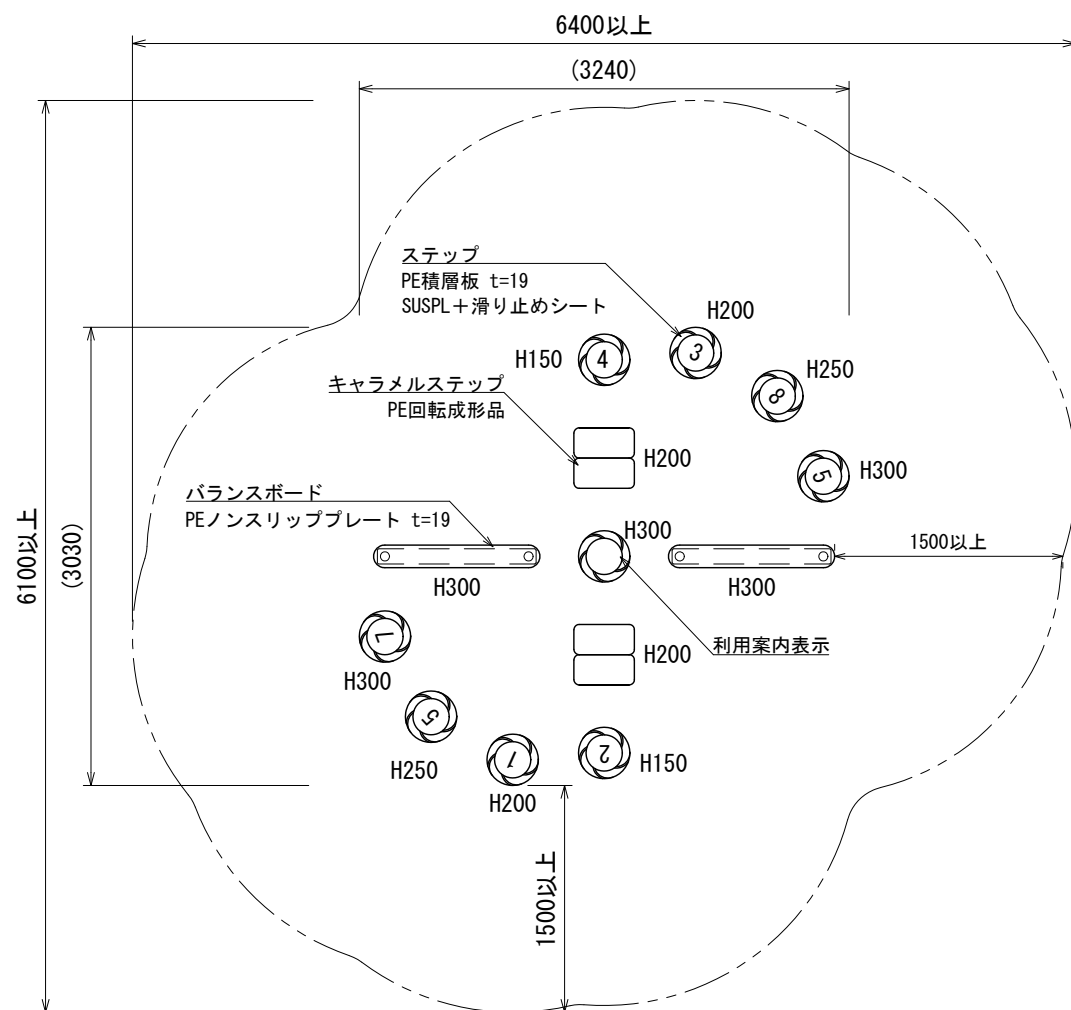 6400以上
(3240)
ステップ
PE積層板 t=19
SUSPL＋滑り止めシート
H200
H150
4
3
キャラメルステップ
PE回転成形品
8
H250
H200
5
H300
バランスボード
PEノンスリッププレート t=19
6100以上
(3030)
H300
1500以上
H300
H300
7
H300
H200
利用案内表示
5
H250
1
H200
2
H150
1500以上